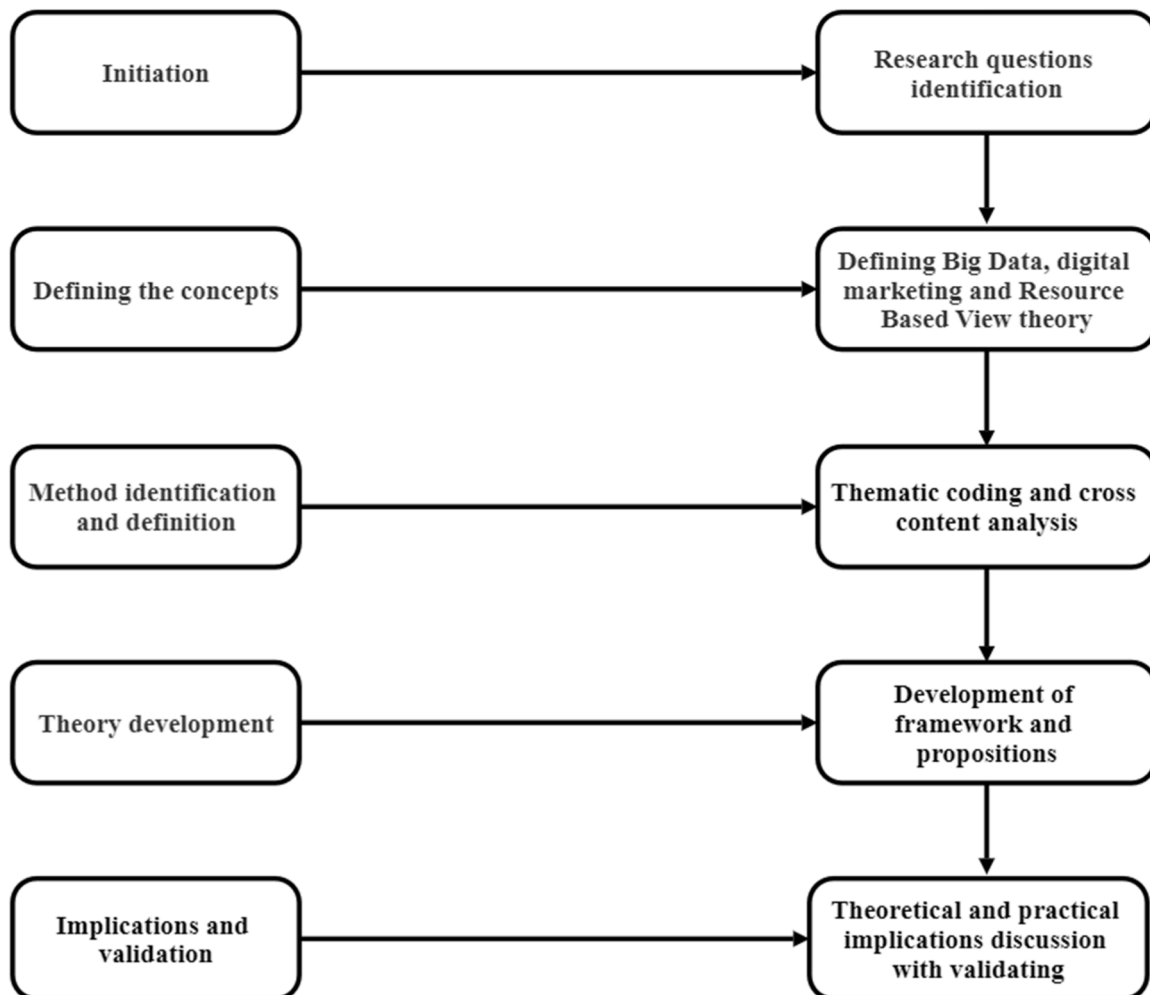 Initiation
Research questions
identification
Defining the concepts
Defining Big Data, digital
marketing and Resource
Based View theory
Method identification
and definition
Thematic coding and cross
content analysis
Theory development
Development of
framework and
propositions
Implications and
validation
Theoretical and practical
implications discussion
with validating